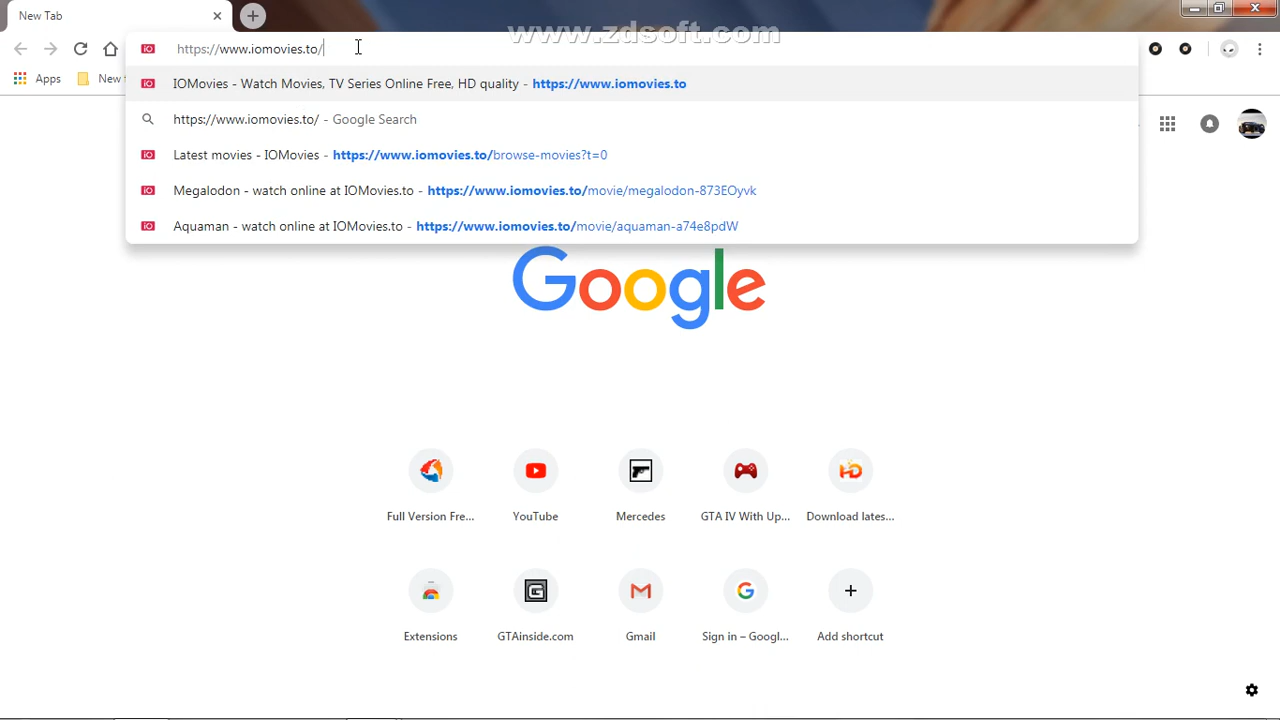 New Tab
www.zdsoft.com
https://www.iomovies.to/
Apps
New t
IOMovies - Watch Movies, TV Series Online Free, HD quality - https://www.iomovies.to
https://www.iomovies.to/ - Google Search
Latest movies - IOMovies - https://www.iomovies.to/browse-movies?t=0
Megalodon - watch online at IOMovies.to - https://www.iomovies.to/movie/megalodon-873EOyvk
Aquaman - watch online at IOMovies.to - https://www.iomovies.to/movie/aquaman-a74e8pdW
Google
Full Version Fre...
YouTube
Mercedes
GTA IV With Up...
Download lates...
Extensions
GTAinside.com
Gmail
Sign in – Googl...
Add shortcut